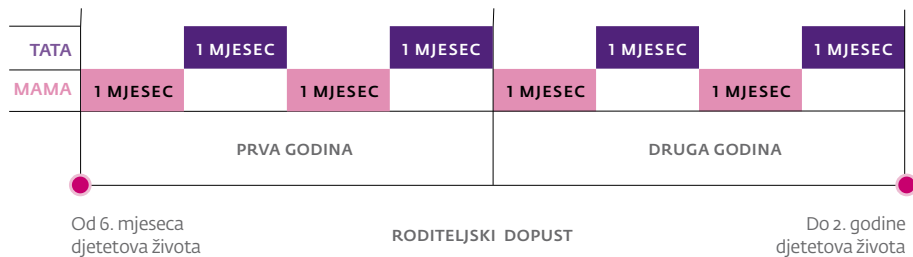 TATA 1 MJESEC 1 MJESEC 1 MJESEC 1 MJESEC
MAMA 1 MJESEC 1 MJESEC 1 MJESEC 1 MJESEC
PRVA GODINA DRUGA GODINA
Od 6. mjeseca
djetetova života
RODITELJSKI DOPUST
Do 2. godine
djetetova života